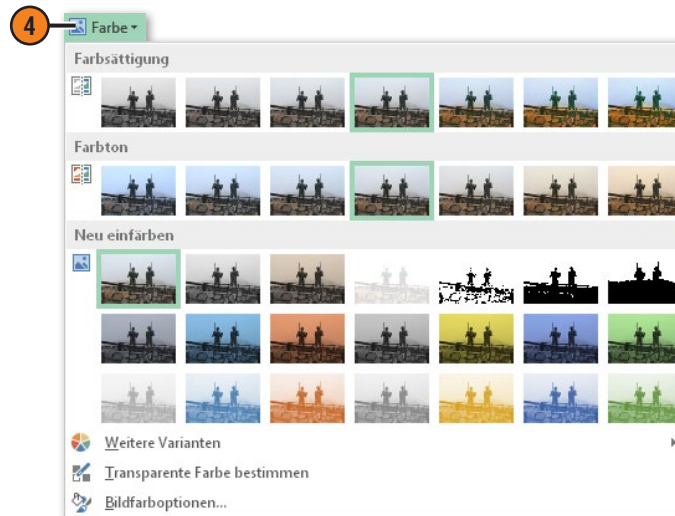 4
Farbe
Farbsättigung
Farbton
Neu einfärben
Weitere Varianten
Transparente Farbe bestimmen
Bildfarboptionen...